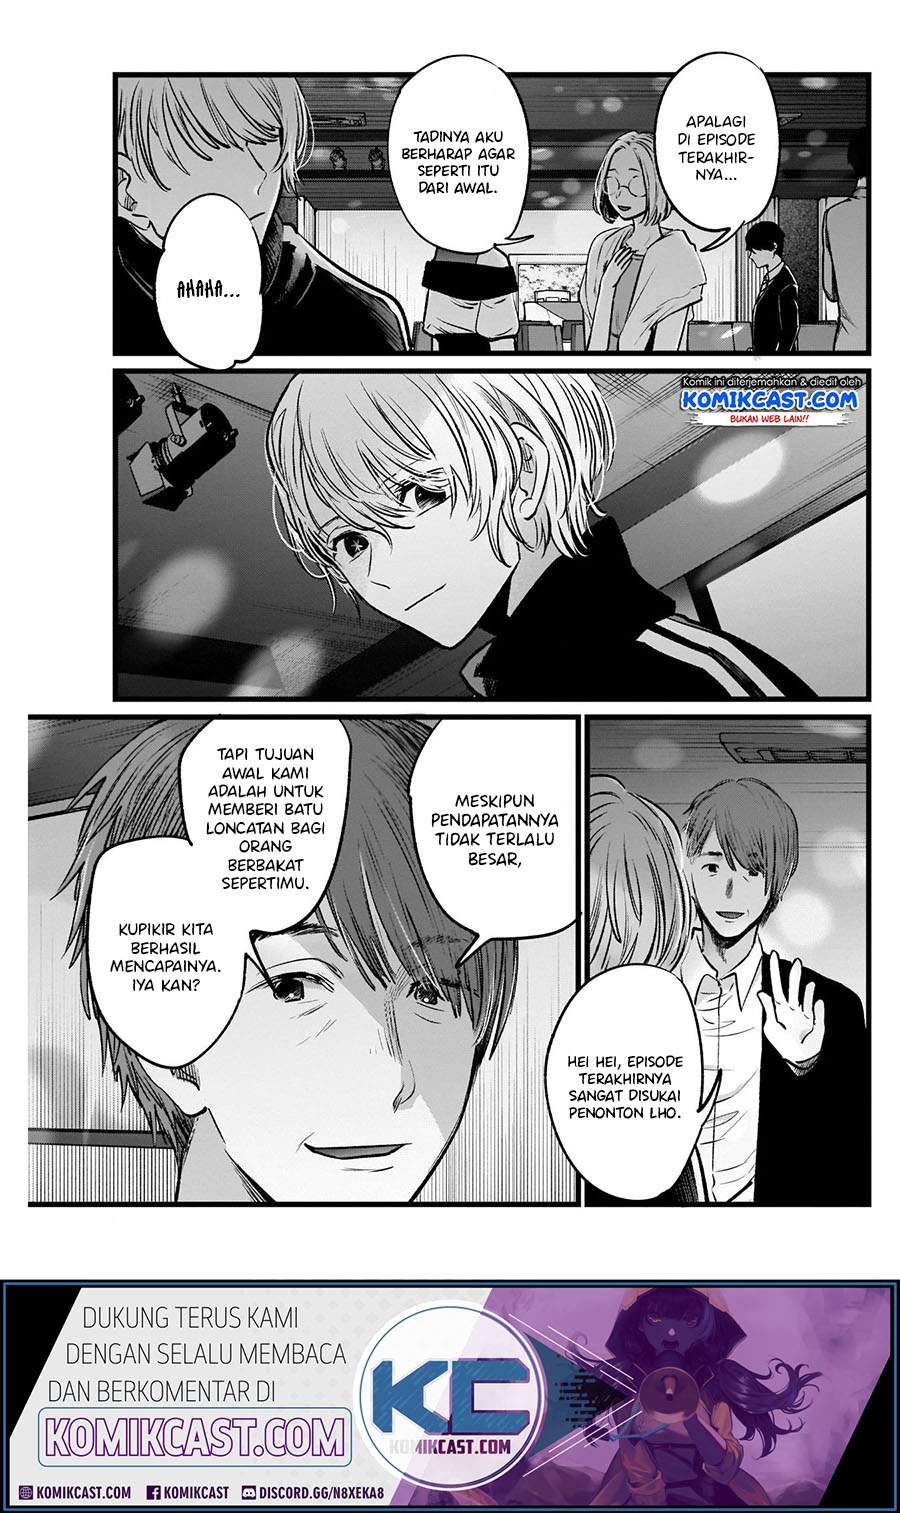 APALAGI
DI EPISODE
TERAKHIR-
NYA...
TADINYA AKU
BERHARAP AGAR
SEPERTI ITU
DARI AWAL.
AHAHA...
Komik ini diterjemahkan & diedit oleh
KOMIKCAST.COM
BUKAN WEB LAIN!!
HEI HEI, EPISODE
TERAKHIRNYA
SANGAT DISUKAI
PENONTON LHO.
MESKIPUN
PENDAPATANNYA
TIDAK TERLALU
BESAR,
TAPI TUJUAN
AWAL KAMI
ADALAH UNTUK
MEMBERI BATU
LONCATAN BAGI
ORANG
BERBAKAT
SEPERTIMU.
KUPIKIR KITA
BERHASIL
MENCAPAINYA.
IYA KAN?
DUKUNG TERUS KAMI
DENGAN SELALU MEMBACA
DAN BERKOMENTAR DI
KOMIKCAST.COM
KC
KOMIKCAST.COM
KOMIKCAST.COM KOMIKCAST DISCORD.GG/N8XEKA8